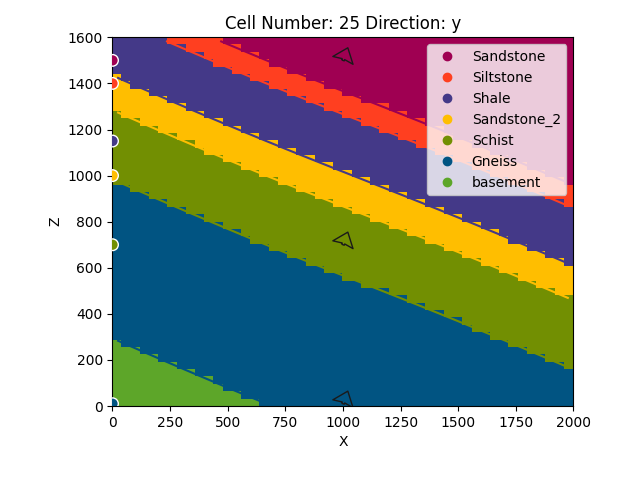 Cell Number: 25 Direction: y
1600
1400
1200
1000
800
600
400
200
0
Z
Sandstone
Siltstone
Shale
Sandstone_2
Schist
Gneiss
basement
0 250 500 750 1000 1250 1500 1750 2000
X